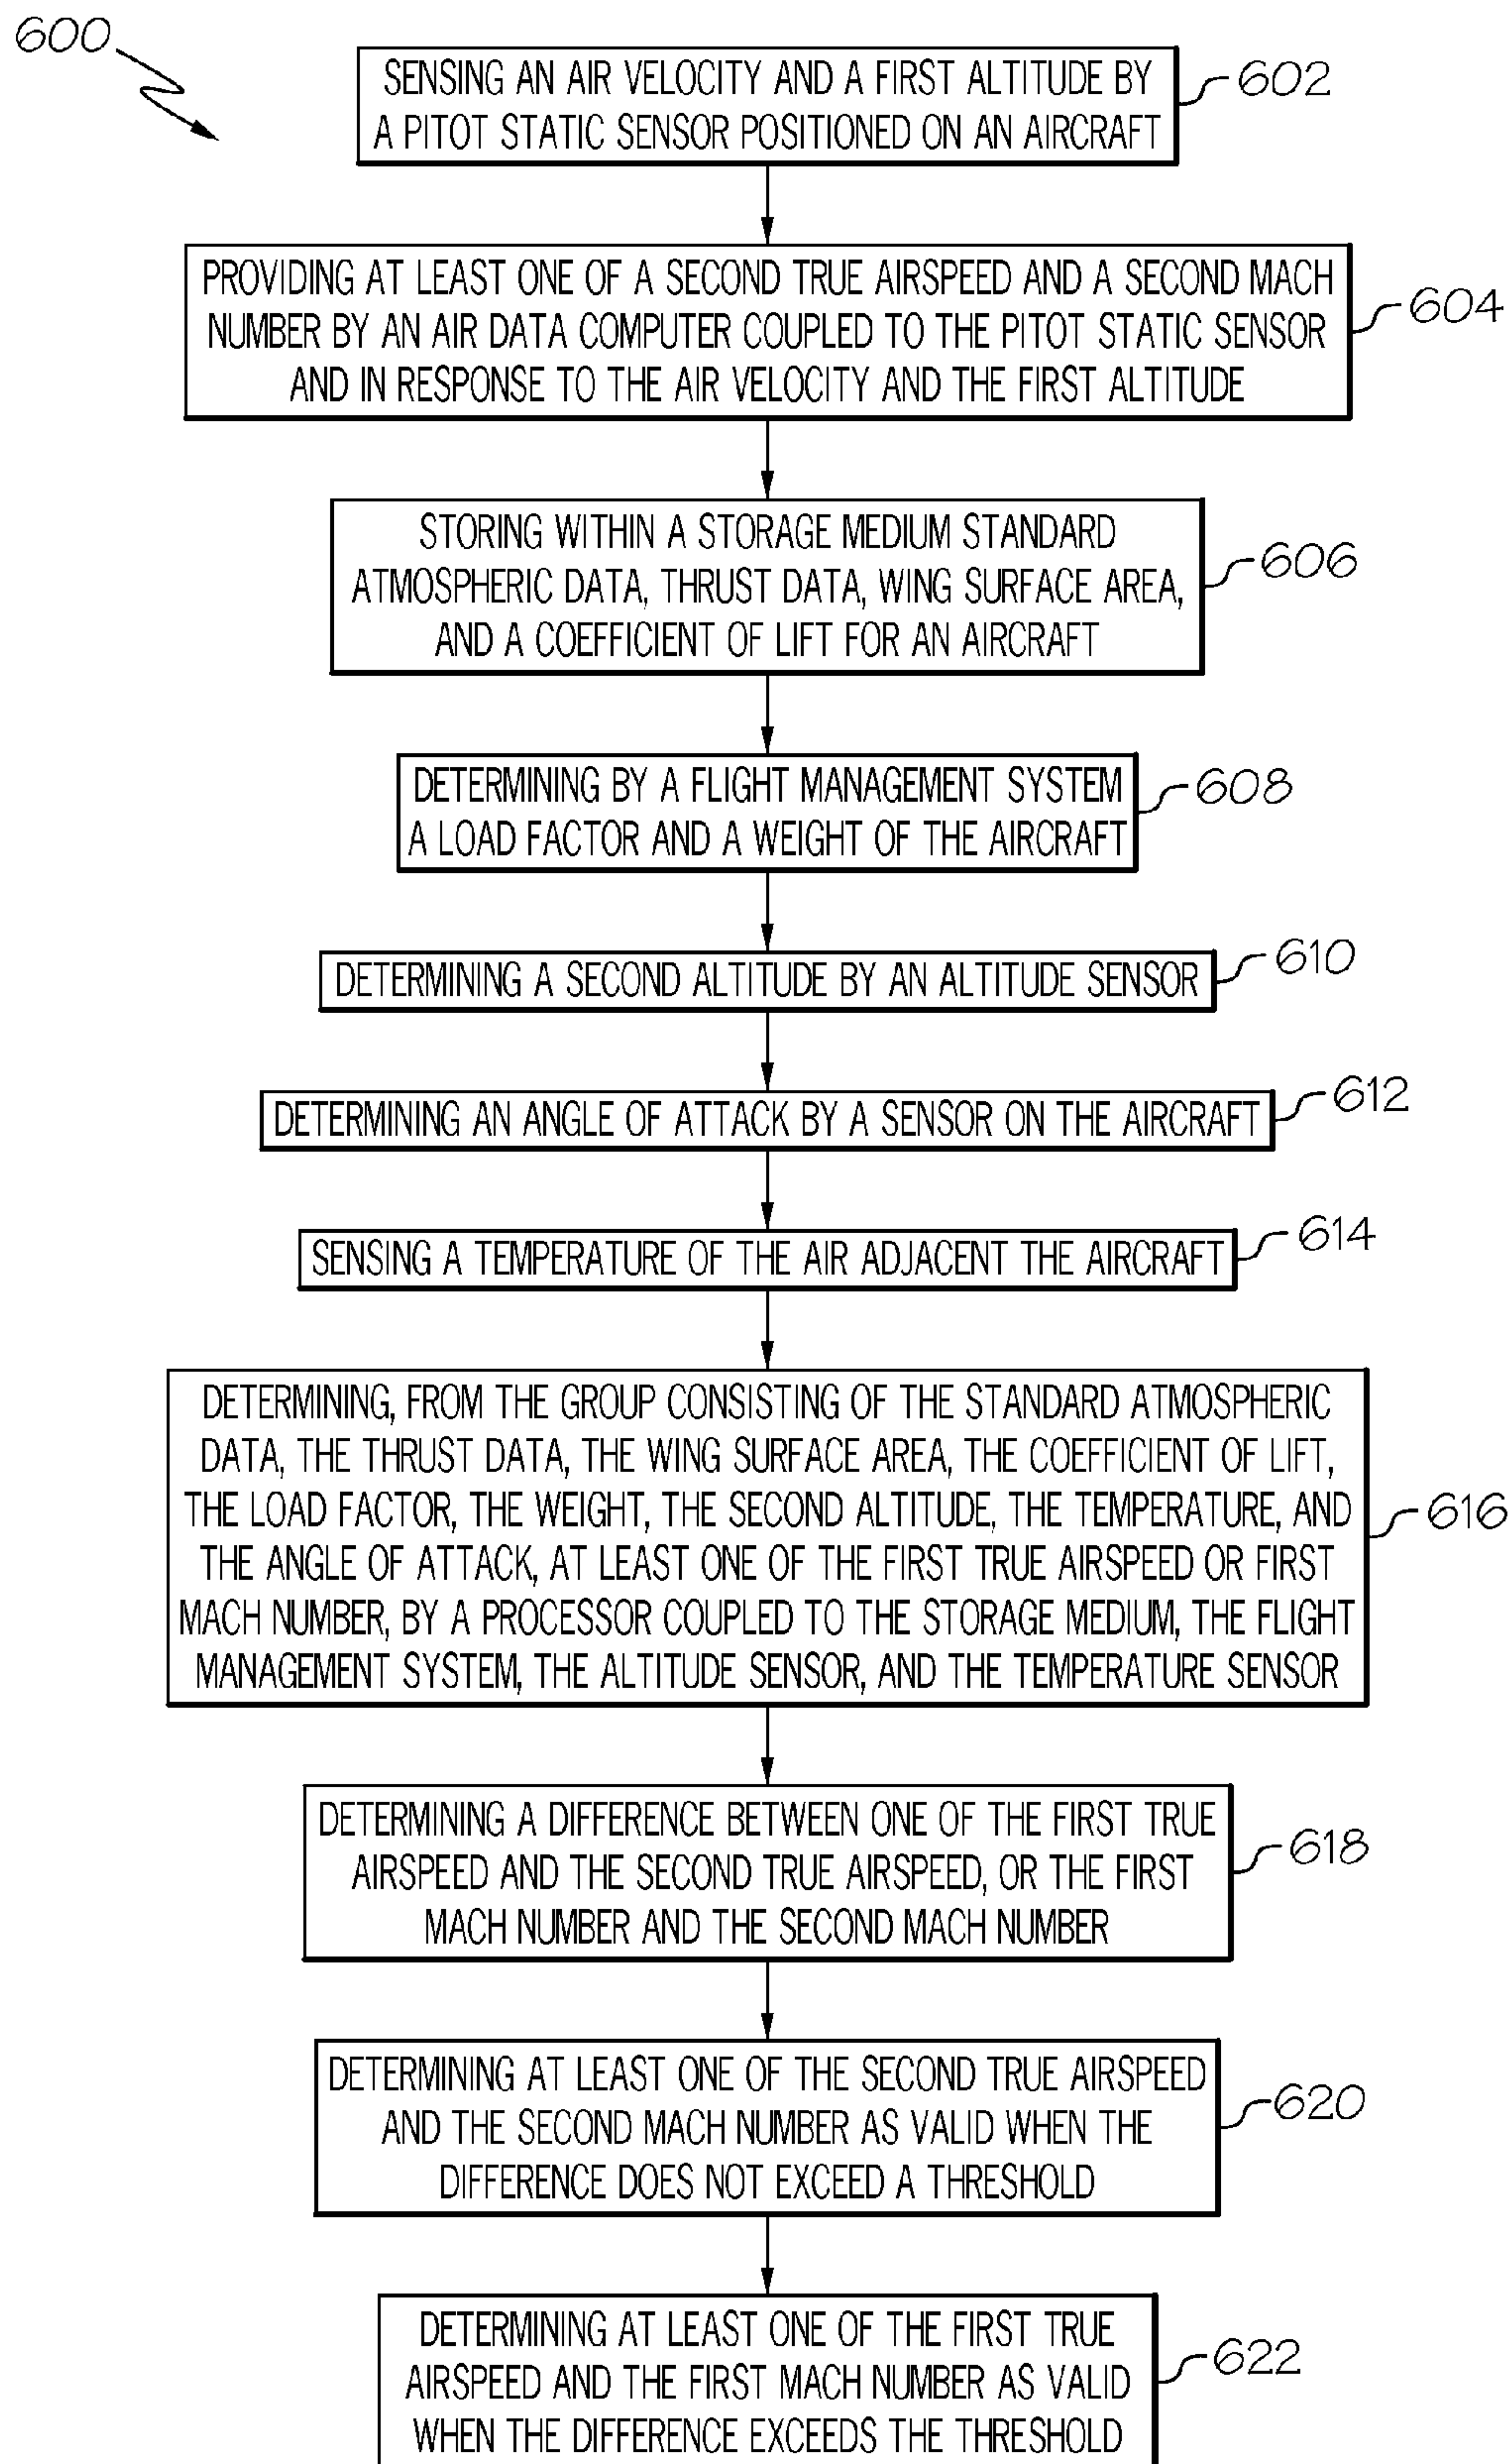 600
SENSING AN AIR VELOCITY AND A FIRST ALTITUDE BY
A PITOT STATIC SENSOR POSITIONED ON AN AIRCRAFT
602
PROVIDING AT LEAST ONE OF A SECOND TRUE AIRSPEED AND A SECOND MACH
NUMBER BY AN AIR DATA COMPUTER COUPLED TO THE PITOT STATIC SENSOR
AND IN RESPONSE TO THE AIR VELOCITY AND THE FIRST ALTITUDE
604
STORING WITHIN A STORAGE MEDIUM STANDARD
ATMOSPHERIC DATA, THRUST DATA, WING SURFACE AREA,
AND A COEFFICIENT OF LIFT FOR AN AIRCRAFT
606
DETERMINING BY A FLIGHT MANAGEMENT SYSTEM
A LOAD FACTOR AND A WEIGHT OF THE AIRCRAFT
608
DETERMINING A SECOND ALTITUDE BY AN ALTITUDE SENSOR
610
DETERMINING AN ANGLE OF ATTACK BY A SENSOR ON THE AIRCRAFT
612
SENSING A TEMPERATURE OF THE AIR ADJACENT THE AIRCRAFT
614
DETERMINING, FROM THE GROUP CONSISTING OF THE STANDARD ATMOSPHERIC
DATA, THE THRUST DATA, THE WING SURFACE AREA, THE COEFFICIENT OF LIFT,
THE LOAD FACTOR, THE WEIGHT, THE SECOND ALTITUDE, THE TEMPERATURE, AND
THE ANGLE OF ATTACK, AT LEAST ONE OF THE FIRST TRUE AIRSPEED OR FIRST
MACH NUMBER, BY A PROCESSOR COUPLED TO THE STORAGE MEDIUM, THE FLIGHT
MANAGEMENT SYSTEM, THE ALTITUDE SENSOR, AND THE TEMPERATURE SENSOR
616
DETERMINING A DIFFERENCE BETWEEN ONE OF THE FIRST TRUE
AIRSPEED AND THE SECOND TRUE AIRSPEED, OR THE FIRST
MACH NUMBER AND THE SECOND MACH NUMBER
618
DETERMINING AT LEAST ONE OF THE SECOND TRUE AIRSPEED
AND THE SECOND MACH NUMBER AS VALID WHEN THE
DIFFERENCE DOES NOT EXCEED A THRESHOLD
620
DETERMINING AT LEAST ONE OF THE FIRST TRUE
AIRSPEED AND THE FIRST MACH NUMBER AS VALID
WHEN THE DIFFERENCE EXCEEDS THE THRESHOLD
622